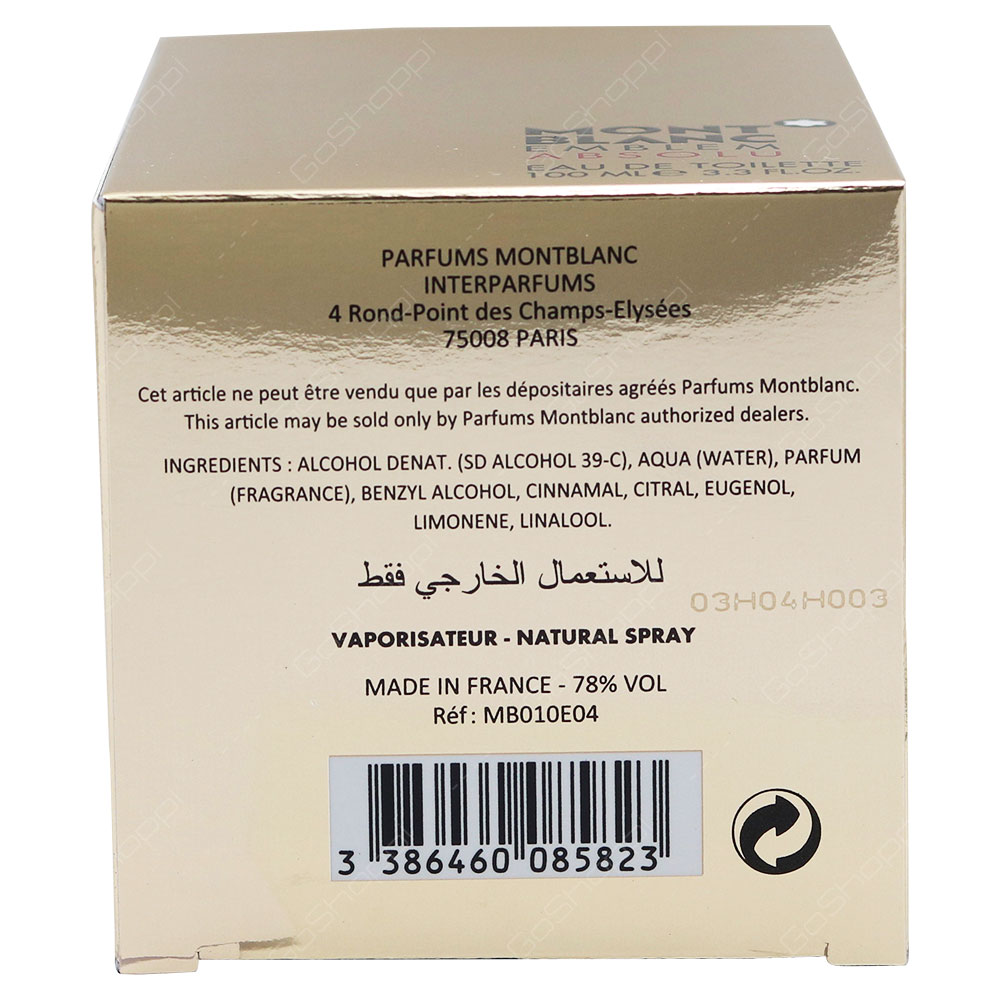 MONT
BLANC
EMBLEM
ABSOLU
EAU DE TOILETTE
100 ML e 3.3 FL.OZ.
PARFUMS MONTBLANC
INTERPARFUMS
4 Rond-Point des Champs-Elysées
75008 PARIS
Cet article ne peut être vendu que par les dépositaires agréés Parfums Montblanc.
This article may be sold only by Parfums Montblanc authorized dealers.
INGREDIENTS : ALCOHOL DENAT. (SD ALCOHOL 39-C), AQUA (WATER), PARFUM
(FRAGRANCE), BENZYL ALCOHOL, CINNAMAL, CITRAL, EUGENOL,
LIMONENE, LINALOOL.
للاستعمال الخارجي فقط
03H04H003
VAPORISATEUR - NATURAL SPRAY
MADE IN FRANCE - 78% VOL
Réf : MB010E04
3 386460 085823
GoShoppi